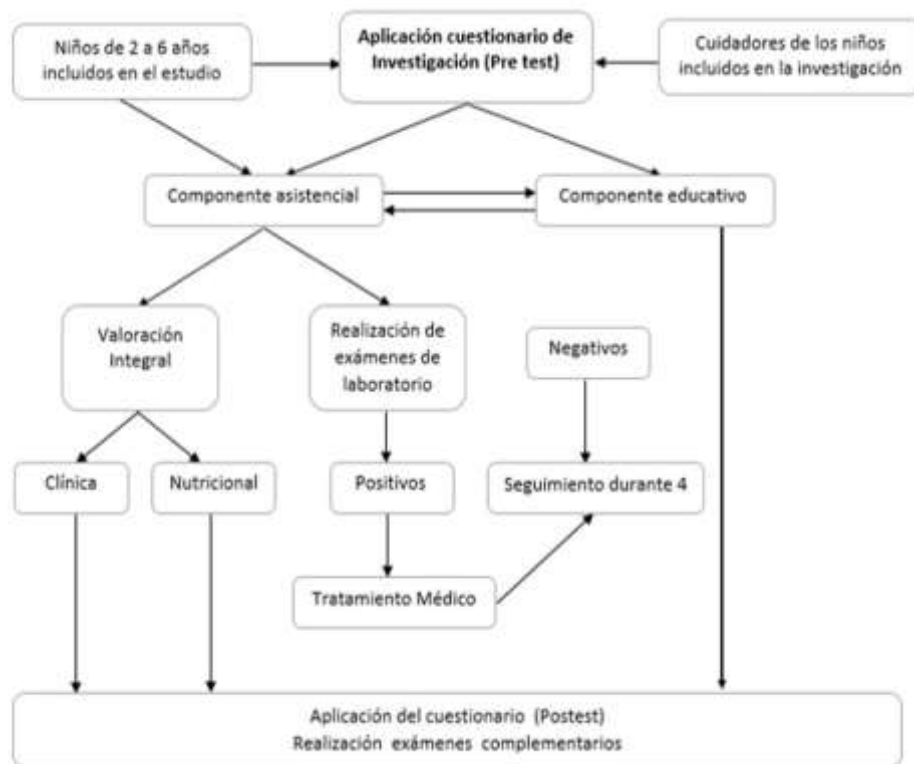 Niños de 2 a 6 años
incluidos en el estudio
Aplicación cuestionario de
Investigación (Pre test)
Cuidadores de los niños
incluidos en la investigación
Componente asistencial
Componente educativo
Valoración
Integral
Realización de
exámenes de
laboratorio
Negativos
Clínica
Nutricional
Positivos
Seguimiento durante 4
Tratamiento Médico
Aplicación del cuestionario (Postest)
Realización exámenes complementarios